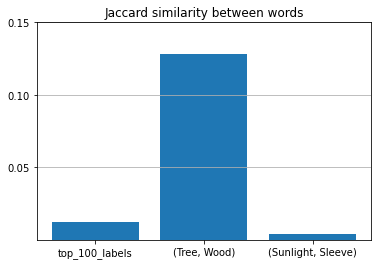 Jaccard similarity between words
0.15
0.10
0.05
top_100_labels
(Tree, Wood)
(Sunlight, Sleeve)